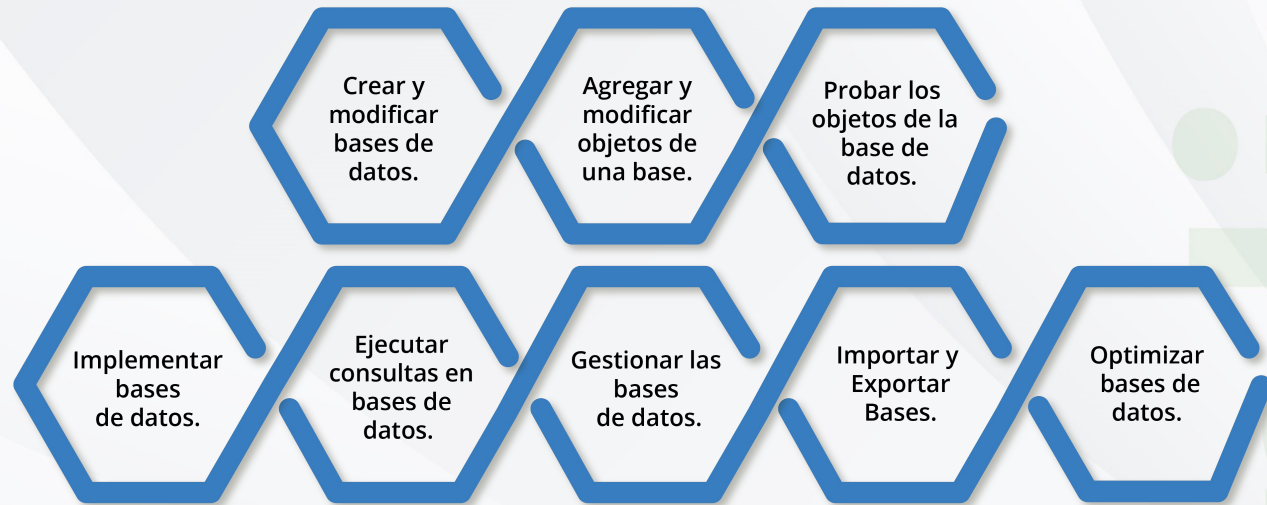 Crear y
modificar
bases de
datos.
Agregar y
modificar
objetos de
una base.
Probar los
objetos de la
base de
datos.
Implementar
bases
de datos.
Ejecutar
consultas en
bases de
datos.
Gestionar las
bases
de datos.
Importar y
Exportar
Bases.
Optimizar
bases de
datos.